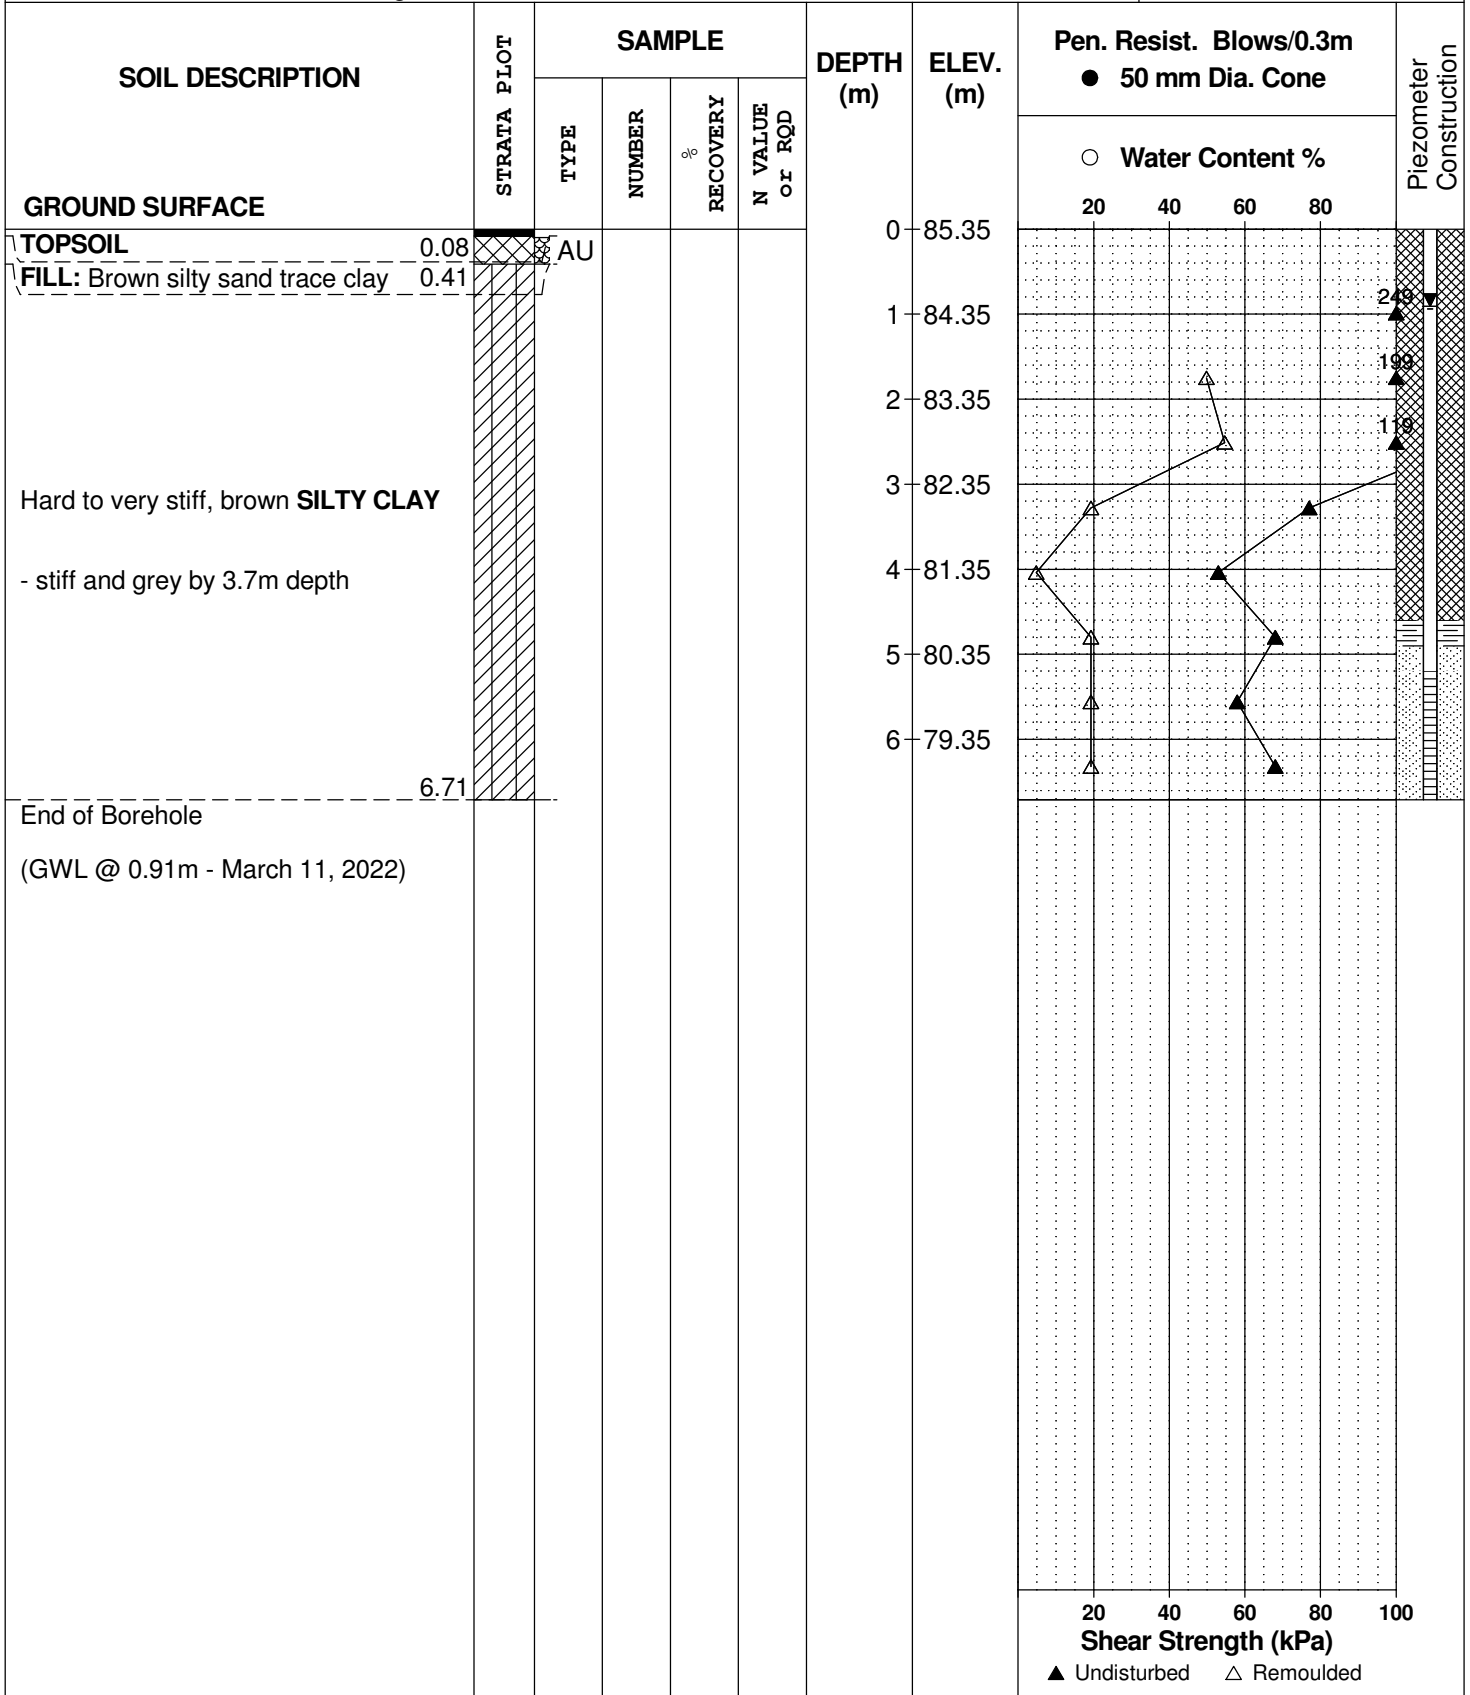 SOIL DESCRIPTION
GROUND SURFACE
STRATA PLOT
SAMPLE
TYPE
NUMBER
%
RECOVERY
N VALUE
or RQD
DEPTH
(m)
ELEV.
(m)
Pen. Resist. Blows/0.3m
● 50 mm Dia. Cone
○ Water Content %
20 40 60 80
Piezometer
Construction
TOPSOIL 0.08
AU
FILL: Brown silty sand trace clay 0.41
0 85.35
249
1 84.35
199
2 83.35
119
3 82.35
Hard to very stiff, brown SILTY CLAY
- stiff and grey by 3.7m depth
4 81.35
5 80.35
6 79.35
6.71
End of Borehole
(GWL @ 0.91m - March 11, 2022)
20 40 60 80 100
Shear Strength (kPa)
▲ Undisturbed △ Remoulded